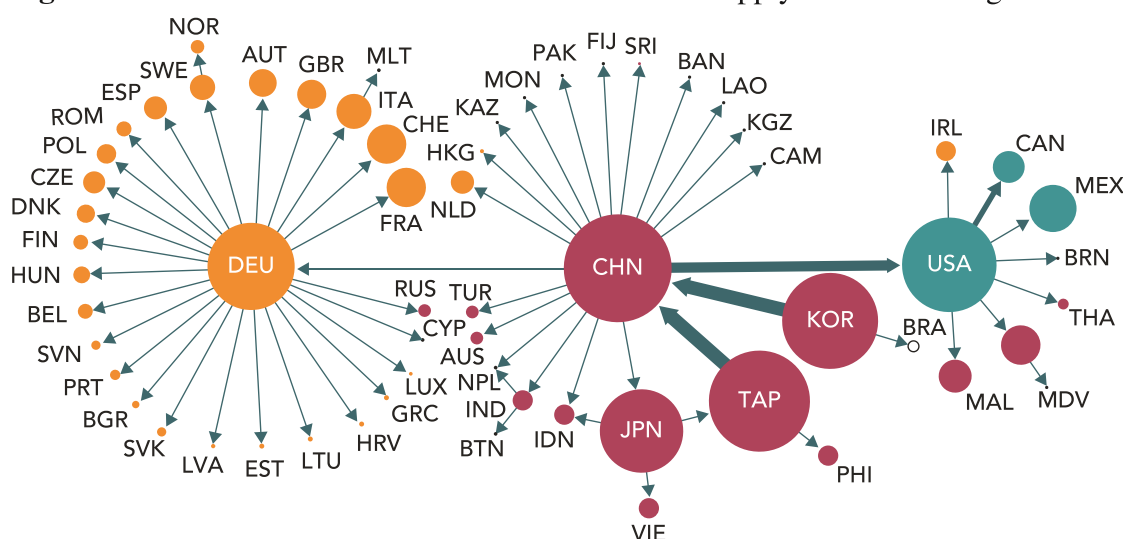 NOR
SWE
AUT
GBR
MLT
ITA
CHE
FRA
ESP
ROM
POL
CZE
DNK
FIN
HUN
BEL
SVN
PRT
BGR
SVK
LVA
EST
LTU
HRV
GRC
LUX
CYP
RUS
DEU
PAK
FIJ
SRI
BAN
LAO
KGZ
CAM
MON
KAZ
HKG
NLD
CHN
TUR
AUS
NPL
IND
BTN
IDN
JPN
VIE
TAP
PHI
KOR
BRA
IRL
CAN
MEX
USA
BRN
THA
MDV
MAL